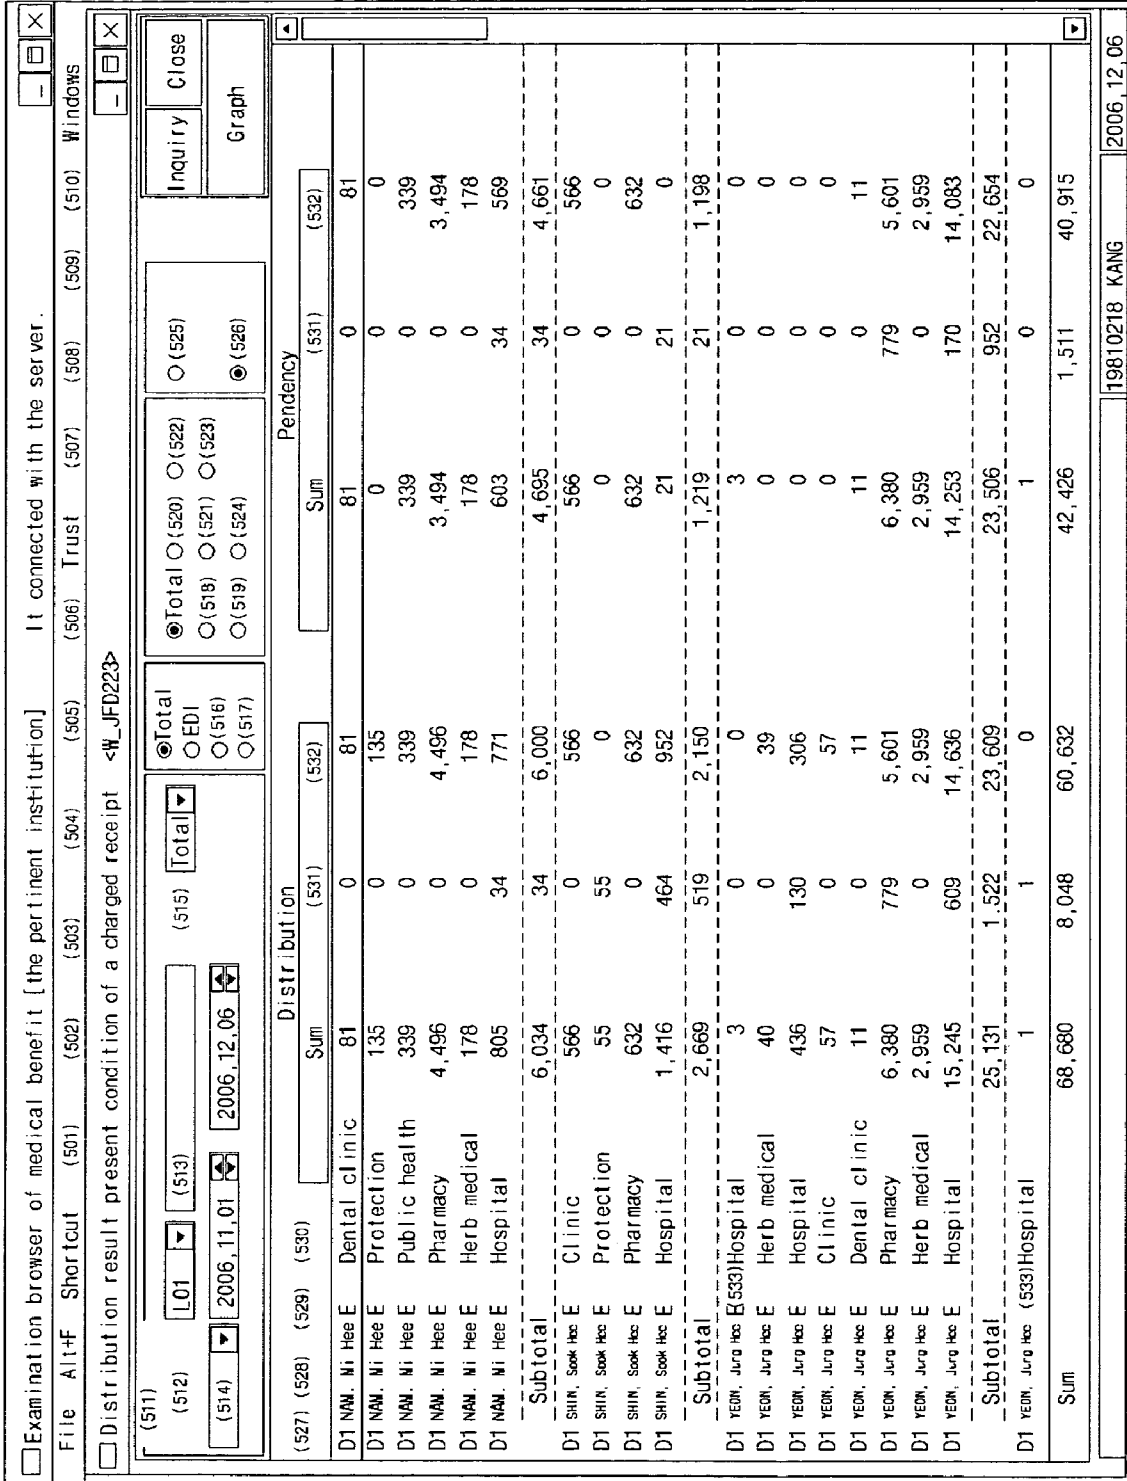 Examination browser of medical benefit [the pertinent institution] It connected with the server.
File Alt+F Shortcut (501) (502) (503) (504) (505) (506) Trust (507) (508) (509) (510) Windows
Distribution result present condition of a charged receipt <W_JFD223>
(511)
(512) L01 (513) (515) Total
(514) 2006,11,01 2006,12,06
Total
EDI
(516)
(517)
Total (520) (522)
(518) (521) (523)
(519) (524)
(525)
(526)
Inquiry Close
Graph
Distribution Pendency
(527) (528) (529) (530) Sum (531) (532) Sum (531) (532)
D1 NAM. Mi Hee E Dental clinic 81 0 81 81 0 81
D1 NAM. Mi Hee E Protection 135 0 135 0 0 0
D1 NAM. Mi Hee E Public health 339 0 339 339 0 339
D1 NAM. Mi Hee E Pharmacy 4,496 0 4,496 3,494 0 3,494
D1 NAM. Mi Hee E Herb medical 178 0 178 178 0 178
D1 NAM. Mi Hee E Hospital 805 34 771 603 34 569
Subtotal 6,034 34 6,000 4,695 34 4,661
D1 SHIN, Sook Hee E Clinic 566 0 566 566 0 566
D1 SHIN, Sook Hee E Protection 55 55 0 0 0 0
D1 SHIN, Sook Hee E Pharmacy 632 0 632 632 0 632
D1 SHIN, Sook Hee E Hospital 1,416 464 952 21 21 0
Subtotal 2,669 519 2,150 1,219 21 1,198
D1 YEON, Jung Hee E(533)Hospital 3 0 0 3 0 0
D1 YEON, Jung Hee E Herb medical 40 0 39 0 0 0
D1 YEON, Jung Hee E Hospital 436 130 306 0 0 0
D1 YEON, Jung Hee E Clinic 57 0 57 0 0 0
D1 YEON, Jung Hee E Dental clinic 11 0 11 11 0 11
D1 YEON, Jung Hee E Pharmacy 6,380 779 5,601 6,380 779 5,601
D1 YEON, Jung Hee E Herb medical 2,959 0 2,959 2,959 0 2,959
D1 YEON, Jung Hee E Hospital 15,245 609 14,636 14,253 170 14,083
Subtotal 25,131 1.522 23,609 23,506 952 22,654
D1 YEON, Jung Hee (533)Hospital 1 1 0 1 0 0
Sum 68,680 8,048 60,632 42,426 1,511 40,915
19810218 KANG 2006,12,06